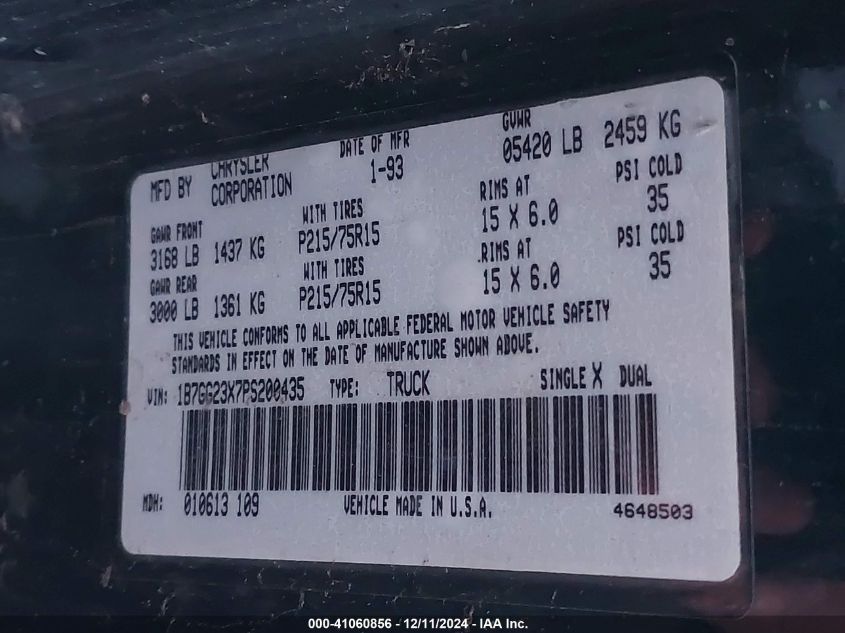 MFD BY CHRYSLER CORPORATION DATE OF MFR 1-93 GVWR 05420 LB 2459 KG
GAWR FRONT WITH TIRES RIMS AT PSI COLD
3168 LB 1437 KG P215/75R15 15 X 6.0 35
GAWR REAR WITH TIRES RIMS AT PSI COLD
3000 LB 1361 KG P215/75R15 15 X 6.0 35
THIS VEHICLE CONFORMS TO ALL APPLICABLE FEDERAL MOTOR VEHICLE SAFETY
STANDARDS IN EFFECT ON THE DATE OF MANUFACTURE SHOWN ABOVE.
VIN: 1B7GG23X7PS200435 TYPE: TRUCK SINGLE X DUAL
MDH: 010613 109 VEHICLE MADE IN U.S.A. 4648503
000-41060856 - 12/11/2024 - IAA Inc.